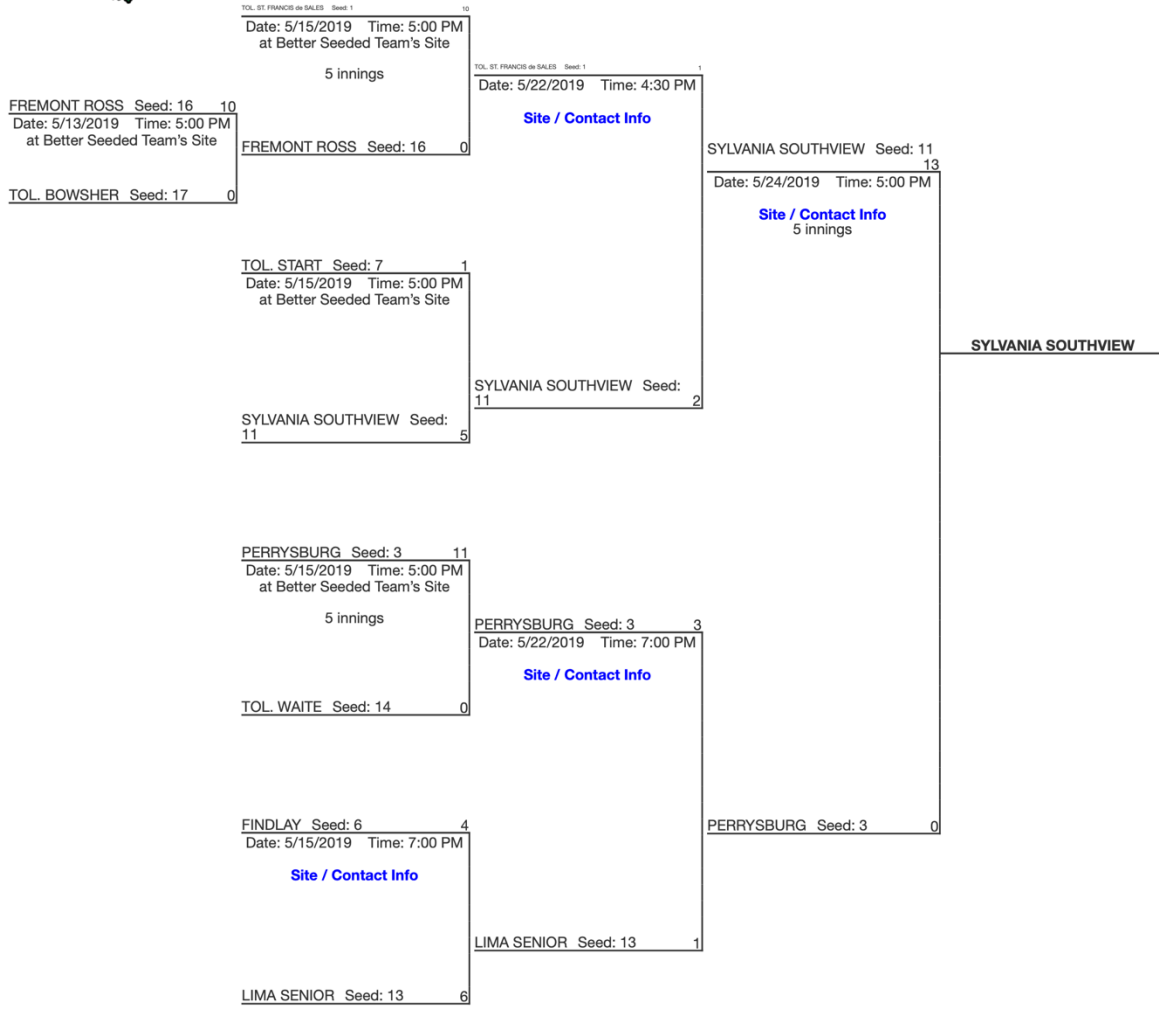 TOL. ST. FRANCIS de SALES Seed: 1 10
Date: 5/15/2019 Time: 5:00 PM
at Better Seeded Team's Site
5 innings
FREMONT ROSS Seed: 16 10
Date: 5/13/2019 Time: 5:00 PM
at Better Seeded Team's Site
TOL. BOWSHER Seed: 17 0
FREMONT ROSS Seed: 16 0
TOL. ST. FRANCIS de SALES Seed: 1 1
Date: 5/22/2019 Time: 4:30 PM
Site / Contact Info
SYLVANIA SOUTHVIEW Seed: 11
13
Date: 5/24/2019 Time: 5:00 PM
Site / Contact Info
5 innings
TOL. START Seed: 7 1
Date: 5/15/2019 Time: 5:00 PM
at Better Seeded Team's Site
SYLVANIA SOUTHVIEW Seed:
11 5
SYLVANIA SOUTHVIEW Seed:
11 2
SYLVANIA SOUTHVIEW
PERRYSBURG Seed: 3 11
Date: 5/15/2019 Time: 5:00 PM
at Better Seeded Team's Site
5 innings
TOL. WAITE Seed: 14 0
PERRYSBURG Seed: 3 3
Date: 5/22/2019 Time: 7:00 PM
Site / Contact Info
FINDLAY Seed: 6 4
Date: 5/15/2019 Time: 7:00 PM
Site / Contact Info
LIMA SENIOR Seed: 13 6
LIMA SENIOR Seed: 13 1
PERRYSBURG Seed: 3 0